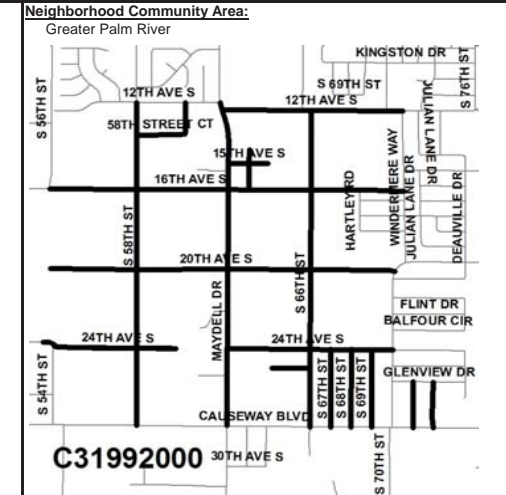 Neighborhood Community Area:
Greater Palm River
KINGSTON DR
S 56TH ST
S 69TH ST
S 76TH ST
12TH AVE S
12TH AVE S
JULIAN LANE DR
58TH STREET CT
15TH AVE S
16TH AVE S
HARTLEY RD
WINDERMERE WAY
JULIAN LANE DR
DEAUVILLE DR
S 58TH ST
20TH AVE S
S 66TH ST
MAYDELL DR
FLINT DR
BALFOUR CIR
24TH AVE S
24TH AVE S
S 54TH ST
S 67TH ST
S 68TH ST
S 69TH ST
GLENVIEW DR
CAUSEWAY BLVD
C31992000
30TH AVE S
S 70TH ST